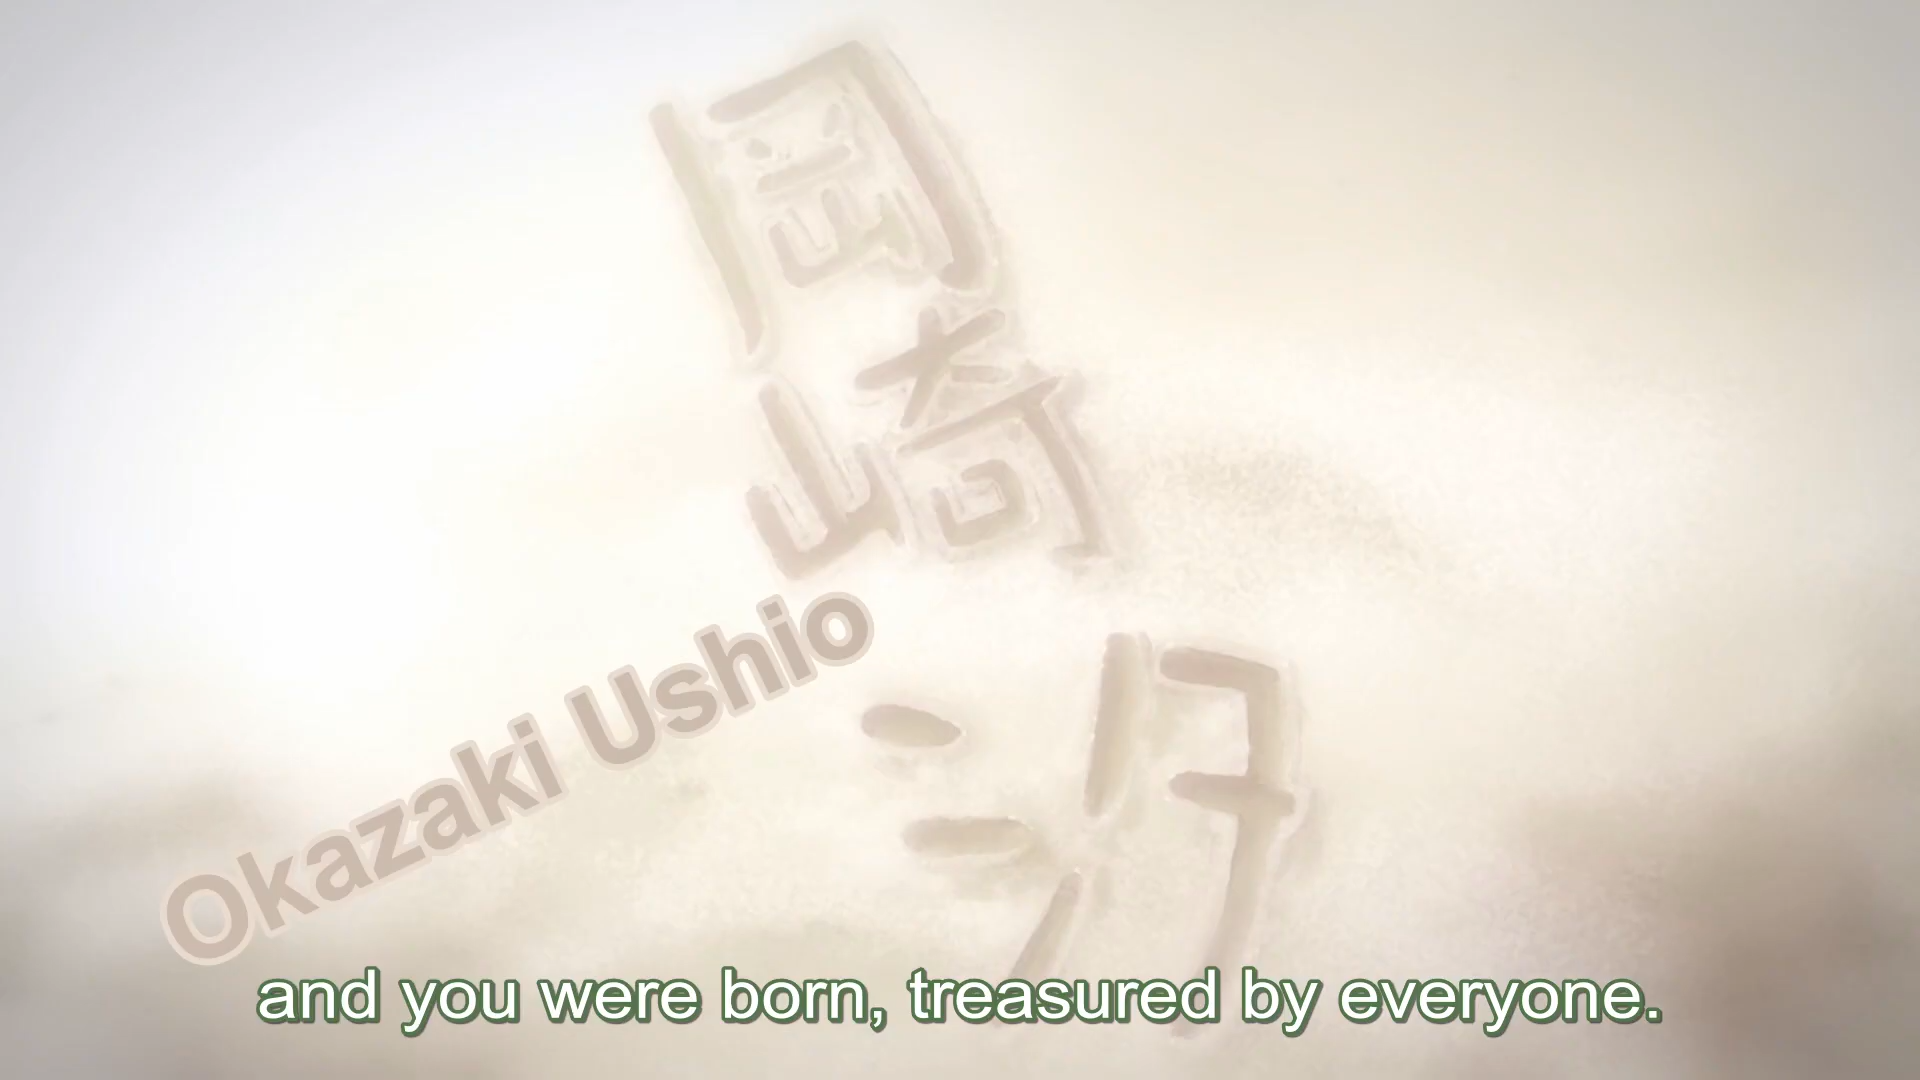 岡崎
汐
Okazaki Ushio
and you were born, treasured by everyone.